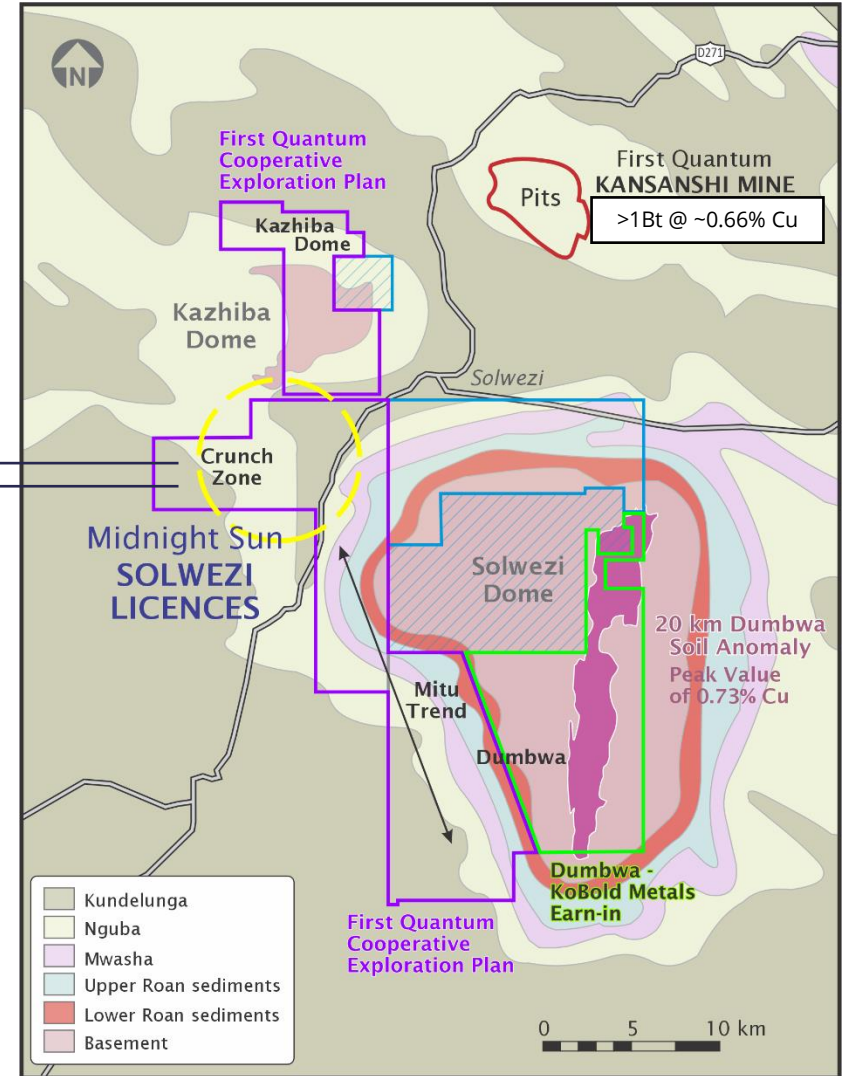 N
D271
First Quantum
Cooperative
Exploration Plan
First Quantum
KANSANSHI MINE
Pits
>1Bt @ ~0.66% Cu
Kazhiba
Dome
Kazhiba
Dome
Solwezi
Crunch
Zone
Midnight Sun
SOLWEZI
LICENCES
Solwezi
Dome
20 km Dumbwa
Soil Anomaly
Peak Value
of 0.73% Cu
Mitu
Trend
Dumbwa
Dumbwa -
KoBold Metals
Earn-in
First Quantum
Cooperative
Exploration Plan
Kundelunga
Nguba
Mwasha
Upper Roan sediments
Lower Roan sediments
Basement
0 5 10 km